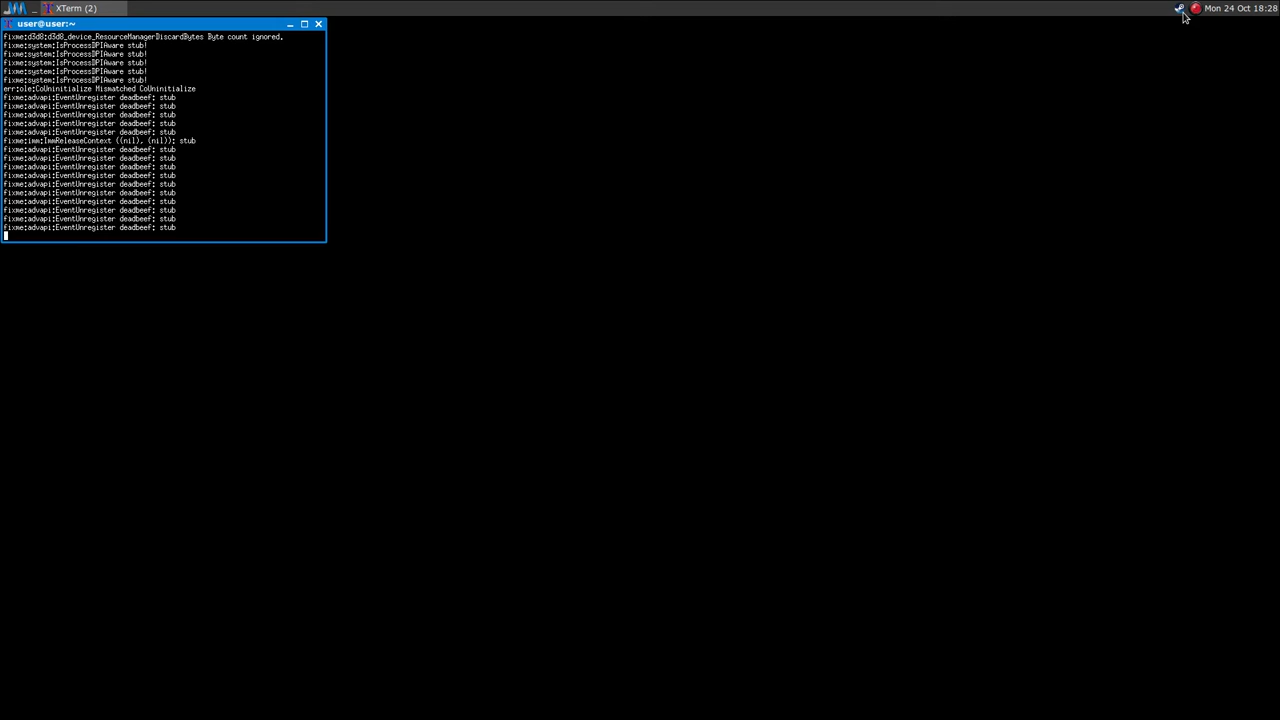 XTerm (2)
Mon 24 Oct 18:28
user@user:~
fixme:d3d8:d3d8_device_ResourceManagerDiscardBytes Byte count ignored.
fixme:system:IsProcessDPIAware stub!
fixme:system:IsProcessDPIAware stub!
fixme:system:IsProcessDPIAware stub!
fixme:system:IsProcessDPIAware stub!
fixme:system:IsProcessDPIAware stub!
err:ole:CoUninitialize Mismatched CoUninitialize
fixme:advapi:EventUnregister deadbeef: stub
fixme:advapi:EventUnregister deadbeef: stub
fixme:advapi:EventUnregister deadbeef: stub
fixme:advapi:EventUnregister deadbeef: stub
fixme:advapi:EventUnregister deadbeef: stub
fixme:imm:ImmReleaseContext ((nil), (nil)): stub
fixme:advapi:EventUnregister deadbeef: stub
fixme:advapi:EventUnregister deadbeef: stub
fixme:advapi:EventUnregister deadbeef: stub
fixme:advapi:EventUnregister deadbeef: stub
fixme:advapi:EventUnregister deadbeef: stub
fixme:advapi:EventUnregister deadbeef: stub
fixme:advapi:EventUnregister deadbeef: stub
fixme:advapi:EventUnregister deadbeef: stub
fixme:advapi:EventUnregister deadbeef: stub
fixme:advapi:EventUnregister deadbeef: stub